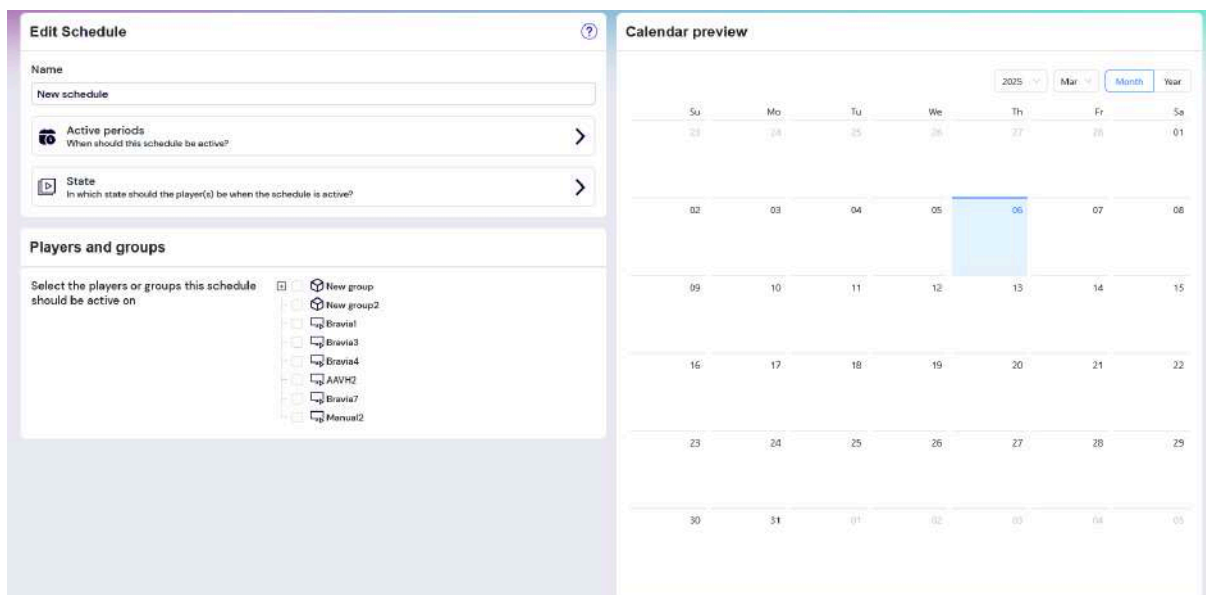 Edit Schedule
?
Name
New schedule
Active periods
When should this schedule be active?
State
In which state should the player(s) be when the schedule is active?
Players and groups
Select the players or groups this schedule
should be active on
New group
New group2
Bravia1
Bravia3
Bravia4
AAVH2
Bravia7
Manual2
Calendar preview
2025 Mar Month Year
Su Mo Tu We Th Fr Sa
23 24 25 26 27 28 01
02 03 04 05 06 07 08
09 10 11 12 13 14 15
16 17 18 19 20 21 22
23 24 25 26 27 28 29
30 31 01 02 03 04 05